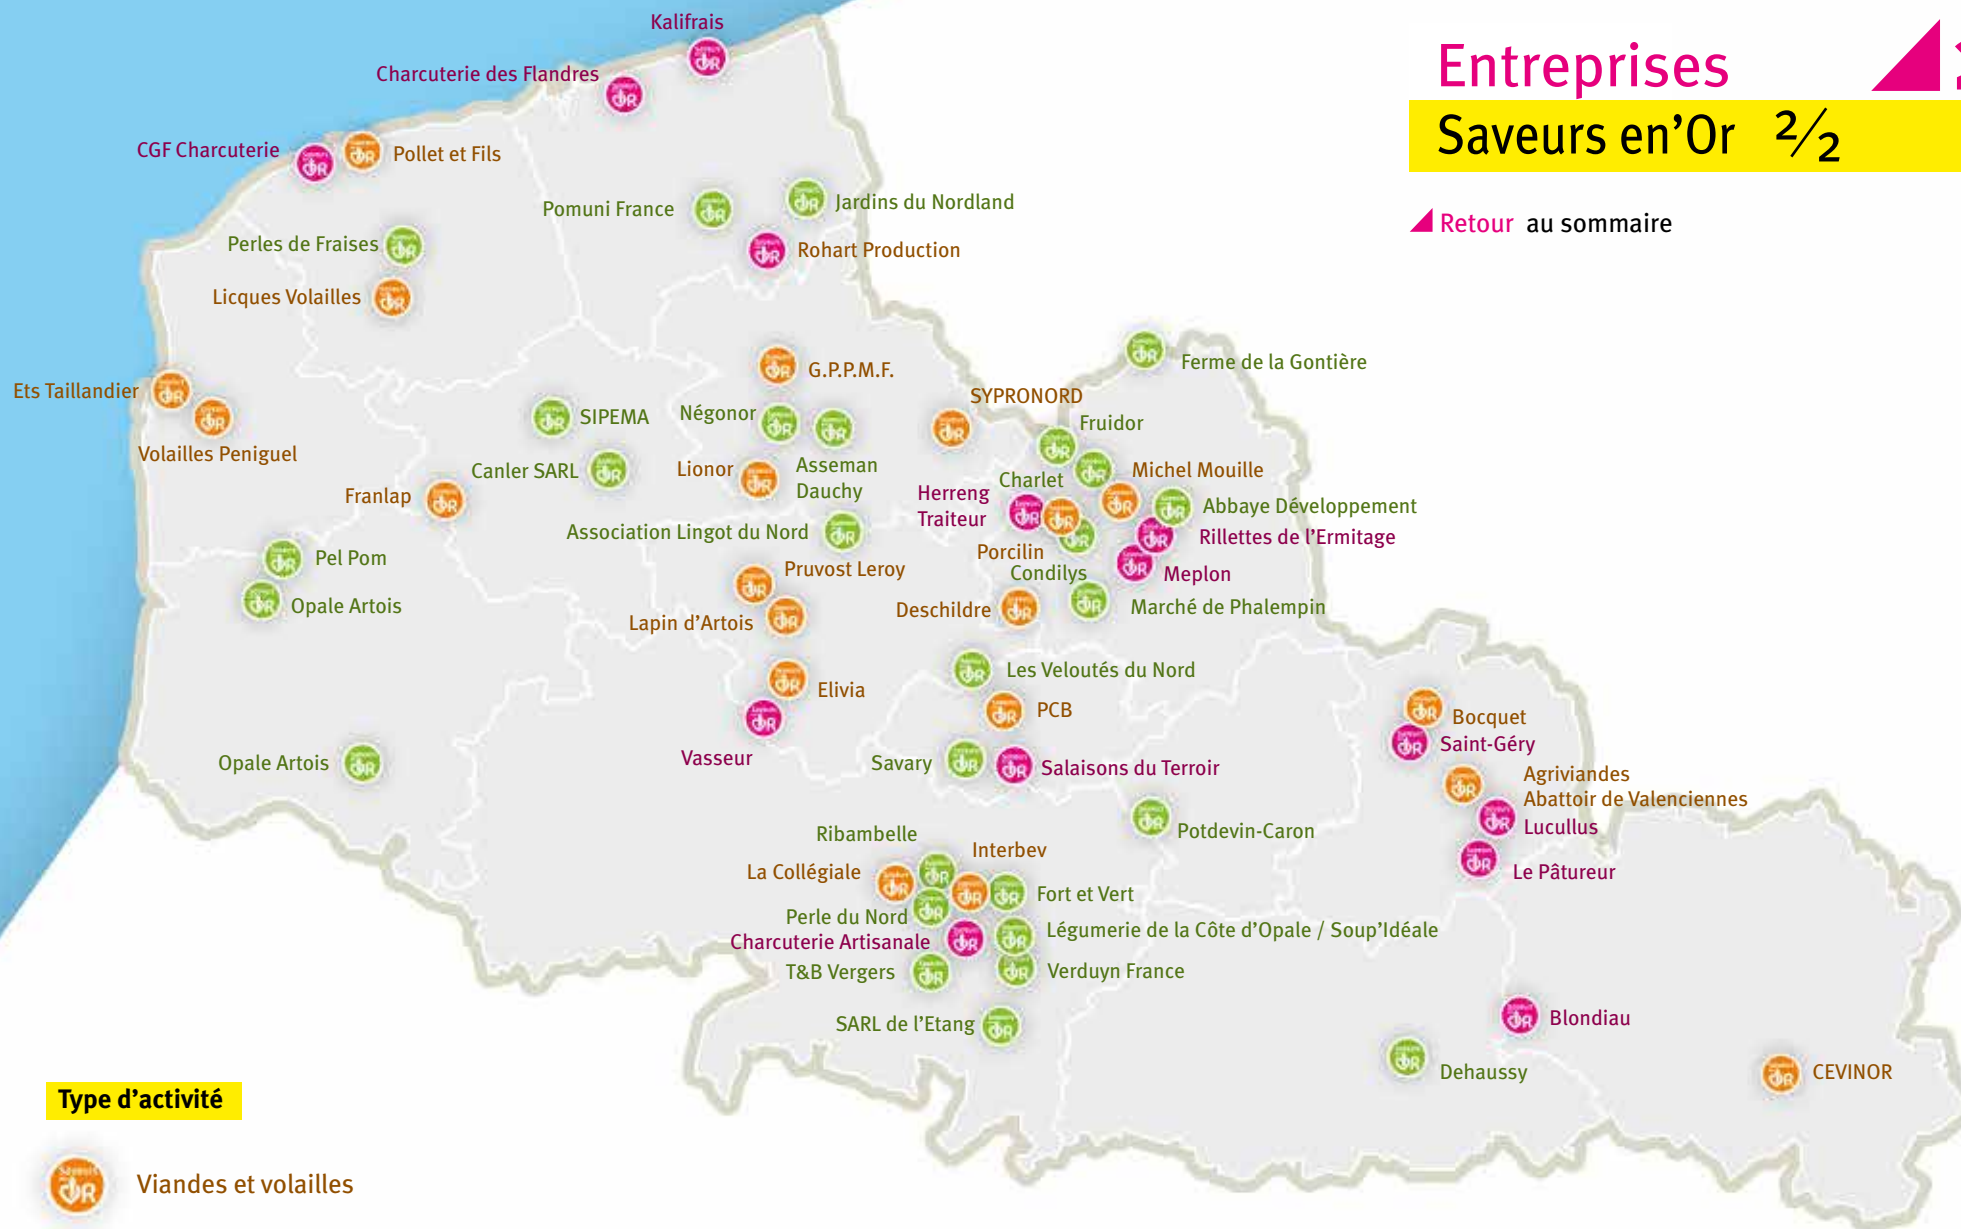 Kalifrais
Entreprises
Charcuterie des Flandres
Saveurs en'Or 2/2
CGF Charcuterie
Pollet et Fils
Pomuni France
Jardins du Nordland
Retour au sommaire
Perles de Fraises
Rohart Production
Licques Volailles
Ferme de la Gontière
G.P.P.M.F.
Ets Taillandier
SYPRONORD
SIPEMA
Négonor
Fruidor
Volailles Peniguel
Canler SARL
Lionor
Asseman
Dauchy
Charlet
Michel Mouille
Franlap
Herreng
Traiteur
Abbaye Développement
Association Lingot du Nord
Rillettes de l'Ermitage
Pel Pom
Porcilin
Condilys
Pruvost Leroy
Meplon
Opale Artois
Lapin d'Artois
Deschildre
Marché de Phalempin
Les Veloutés du Nord
Elivia
PCB
Bocquet
Saint-Géry
Vasseur
Opale Artois
Savary
Salaisons du Terroir
Agriviandes
Abattoir de Valenciennes
Lucullus
Potdevin-Caron
Ribambelle
Interbev
La Collégiale
Le Pâtureur
Fort et Vert
Perle du Nord
Légumerie de la Côte d'Opale / Soup'Idéale
Charcuterie Artisanale
T&B Vergers
Verduyn France
SARL de l'Etang
Blondiau
Dehaussy
CEVINOR
Type d'activité
Viandes et volailles